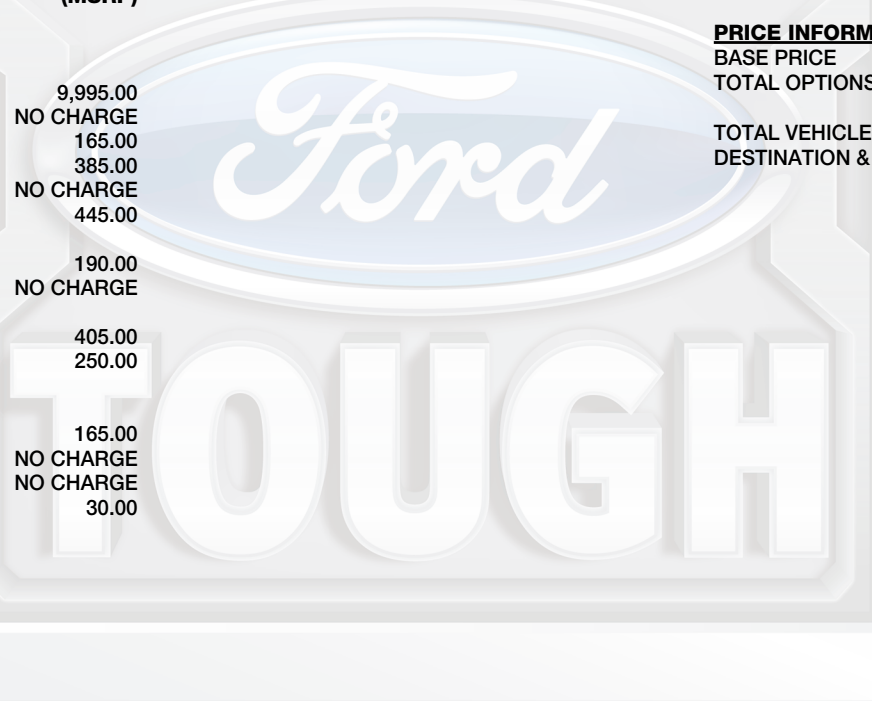 (MSRP)
9,995.00
NO CHARGE
165.00
385.00
NO CHARGE
445.00
190.00
NO CHARGE
405.00
250.00
165.00
NO CHARGE
NO CHARGE
30.00
PRICE INFORM
BASE PRICE
TOTAL OPTIONS
TOTAL VEHICLE
DESTINATION &
Ford
TOUGH